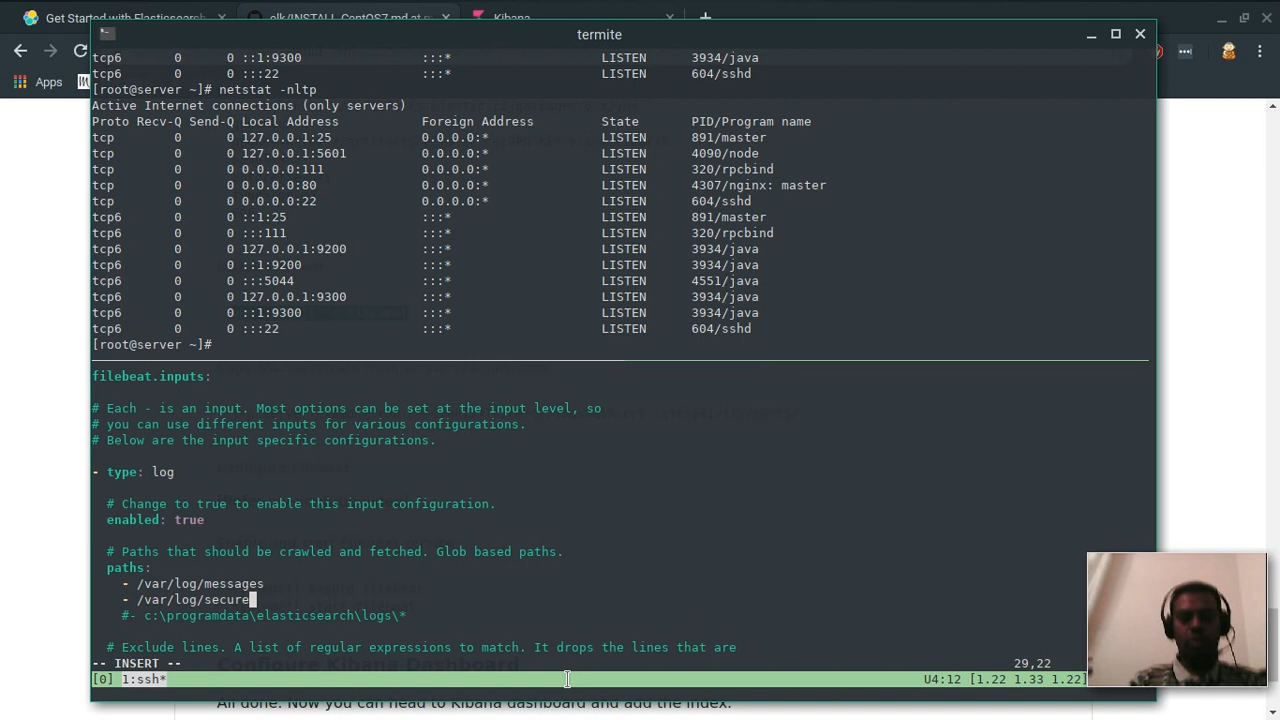 Get Started with Elasticsearch
elk/INSTALL_CentOS7.md at m
Kibana
Apps
termite
tcp6 0 0 ::1:9300 :::* LISTEN 3934/java
tcp6 0 0 :::22 :::* LISTEN 604/sshd
[root@server ~]# netstat -nltp
Active Internet connections (only servers)
Proto Recv-Q Send-Q Local Address Foreign Address State PID/Program name
tcp 0 0 127.0.0.1:25 0.0.0.0:* LISTEN 891/master
tcp 0 0 127.0.0.1:5601 0.0.0.0:* LISTEN 4090/node
tcp 0 0 0.0.0.0:111 0.0.0.0:* LISTEN 320/rpcbind
tcp 0 0 0.0.0.0:80 0.0.0.0:* LISTEN 4307/nginx: master
tcp 0 0 0.0.0.0:22 0.0.0.0:* LISTEN 604/sshd
tcp6 0 0 ::1:25 :::* LISTEN 891/master
tcp6 0 0 :::111 :::* LISTEN 320/rpcbind
tcp6 0 0 127.0.0.1:9200 :::* LISTEN 3934/java
tcp6 0 0 ::1:9200 :::* LISTEN 3934/java
tcp6 0 0 :::5044 :::* LISTEN 4551/java
tcp6 0 0 127.0.0.1:9300 :::* LISTEN 3934/java
tcp6 0 0 ::1:9300 :::* LISTEN 3934/java
tcp6 0 0 :::22 :::* LISTEN 604/sshd
[root@server ~]#
filebeat.inputs:
# Each - is an input. Most options can be set at the input level, so
# you can use different inputs for various configurations.
# Below are the input specific configurations.
- type: log
# Change to true to enable this input configuration.
enabled: true
# Paths that should be crawled and fetched. Glob based paths.
paths:
- /var/log/messages
- /var/log/secure
#- c:\programdata\elasticsearch\logs\*
# Exclude lines. A list of regular expressions to match. It drops the lines that are
-- INSERT -- 29,22
Configure Kibana Dashboard
[0] 1:ssh* U4:12 [1.22 1.33 1.22]
All done. Now you can head to Kibana dashboard and add the index.